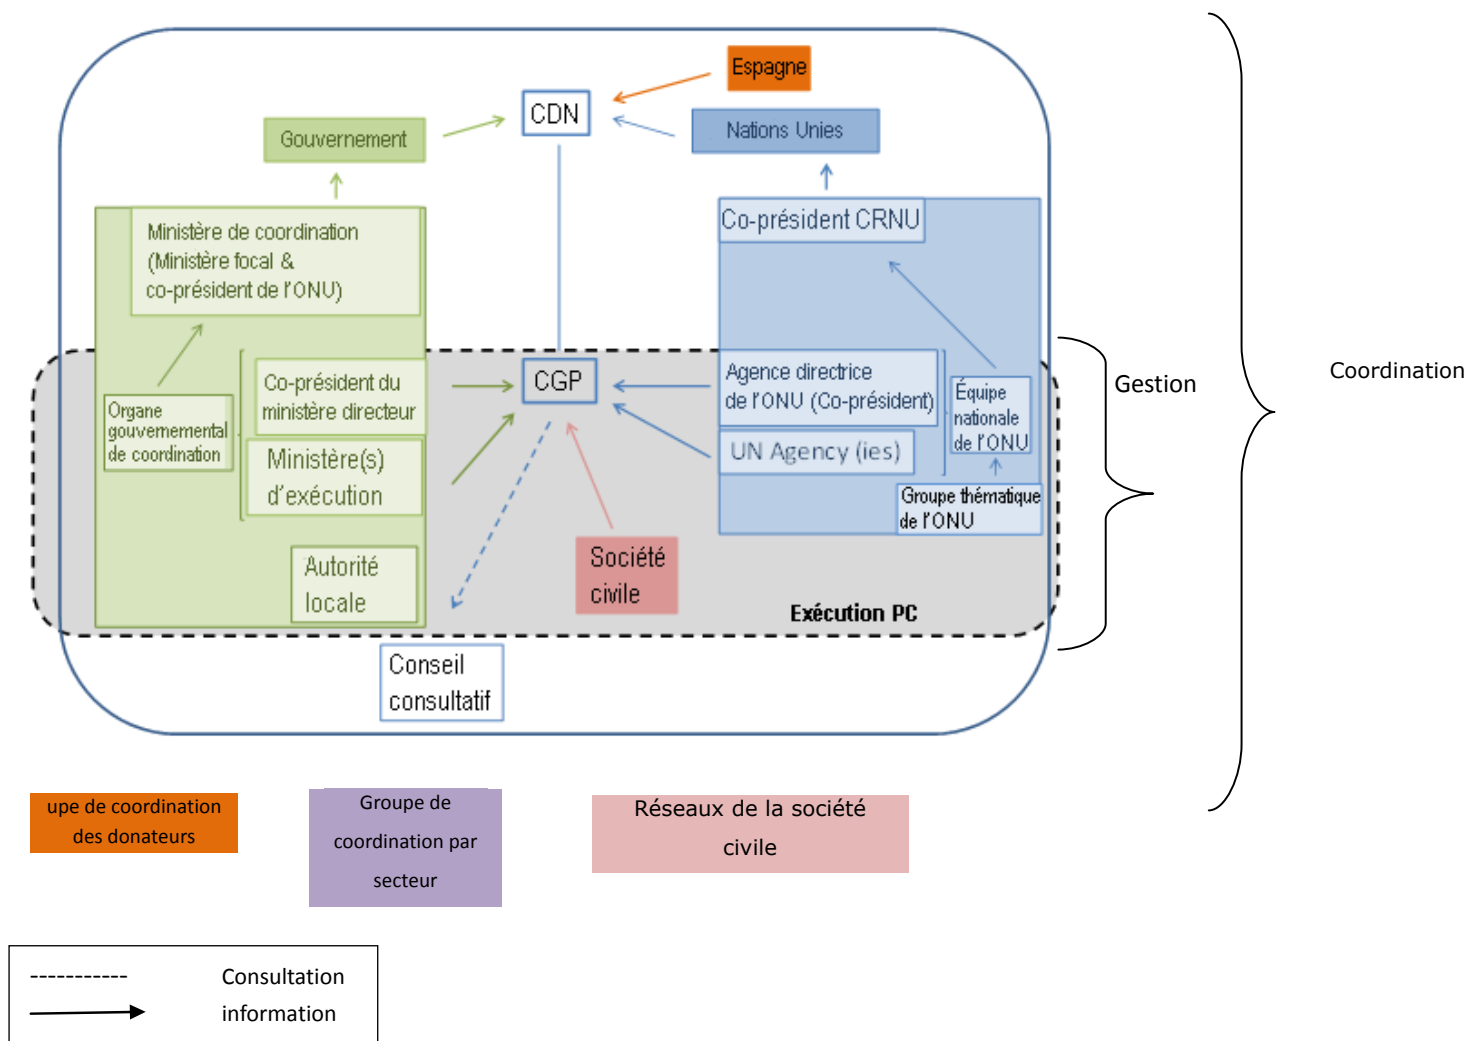 Espagne
CDN
Gouvernement
Nations Unies
Ministère de coordination
(Ministère focal &
co-président de l'ONU)
Co-président CRNU
Co-président du
ministère directeur
CGP
Agence directrice
de l'ONU (Co-président)
Équipe
nationale
de l'ONU
Gestion
Coordination
Organe
gouvernemental
de coordination
Ministère(s)
d'exécution
UN Agency (ies)
Groupe thématique
de l'ONU
Autorité
locale
Société
civile
Exécution PC
Conseil
consultatif
upe de coordination
des donateurs
Groupe de
coordination par
secteur
Réseaux de la société
civile
Consultation
information